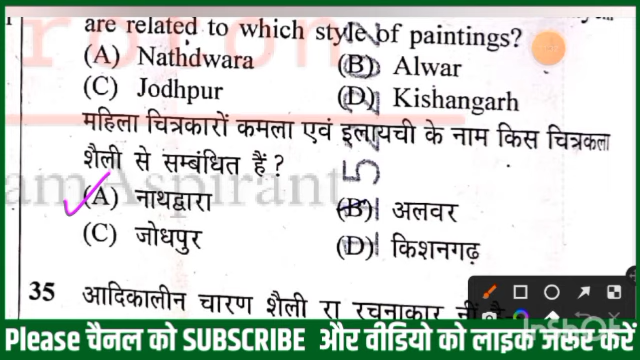 are related to which style of paintings?
(A) Nathdwara (B) Alwar
(C) Jodhpur (D) Kishangarh
महिला चित्रकारों कमला एवं इलायची के नाम किस चित्रकला
शैली से सम्बंधित हैं ?
(A) नाथद्वारा (B) अलवर
(C) जोधपुर (D) किशनगढ़
35 आदिकालीन चारण शैली रा रचनाकार नीं है
Please चैनल को SUBSCRIBE और वीडियो को लाइक जरूर करें